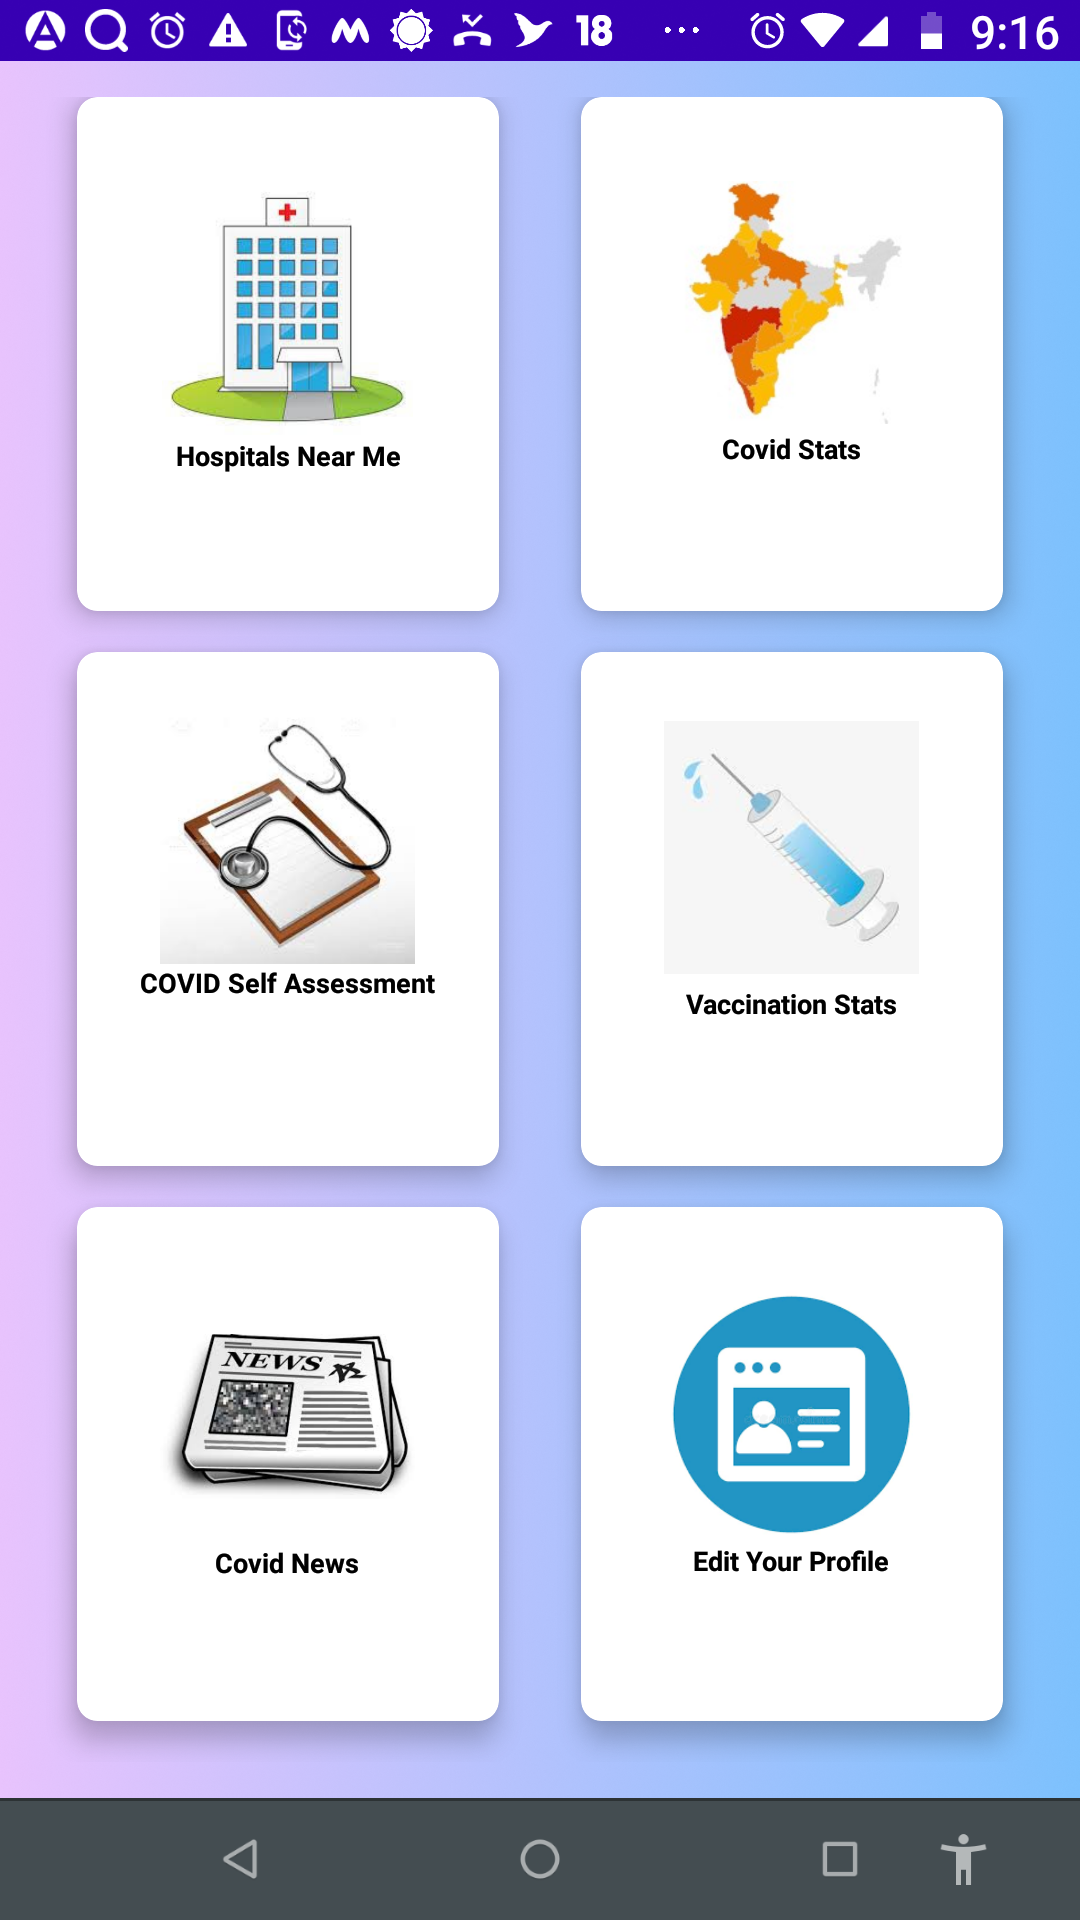 18 ... 9:16
Hospitals Near Me
Covid Stats
COVID Self Assessment
Vaccination Stats
NEWS
Covid News
Edit Your Profile